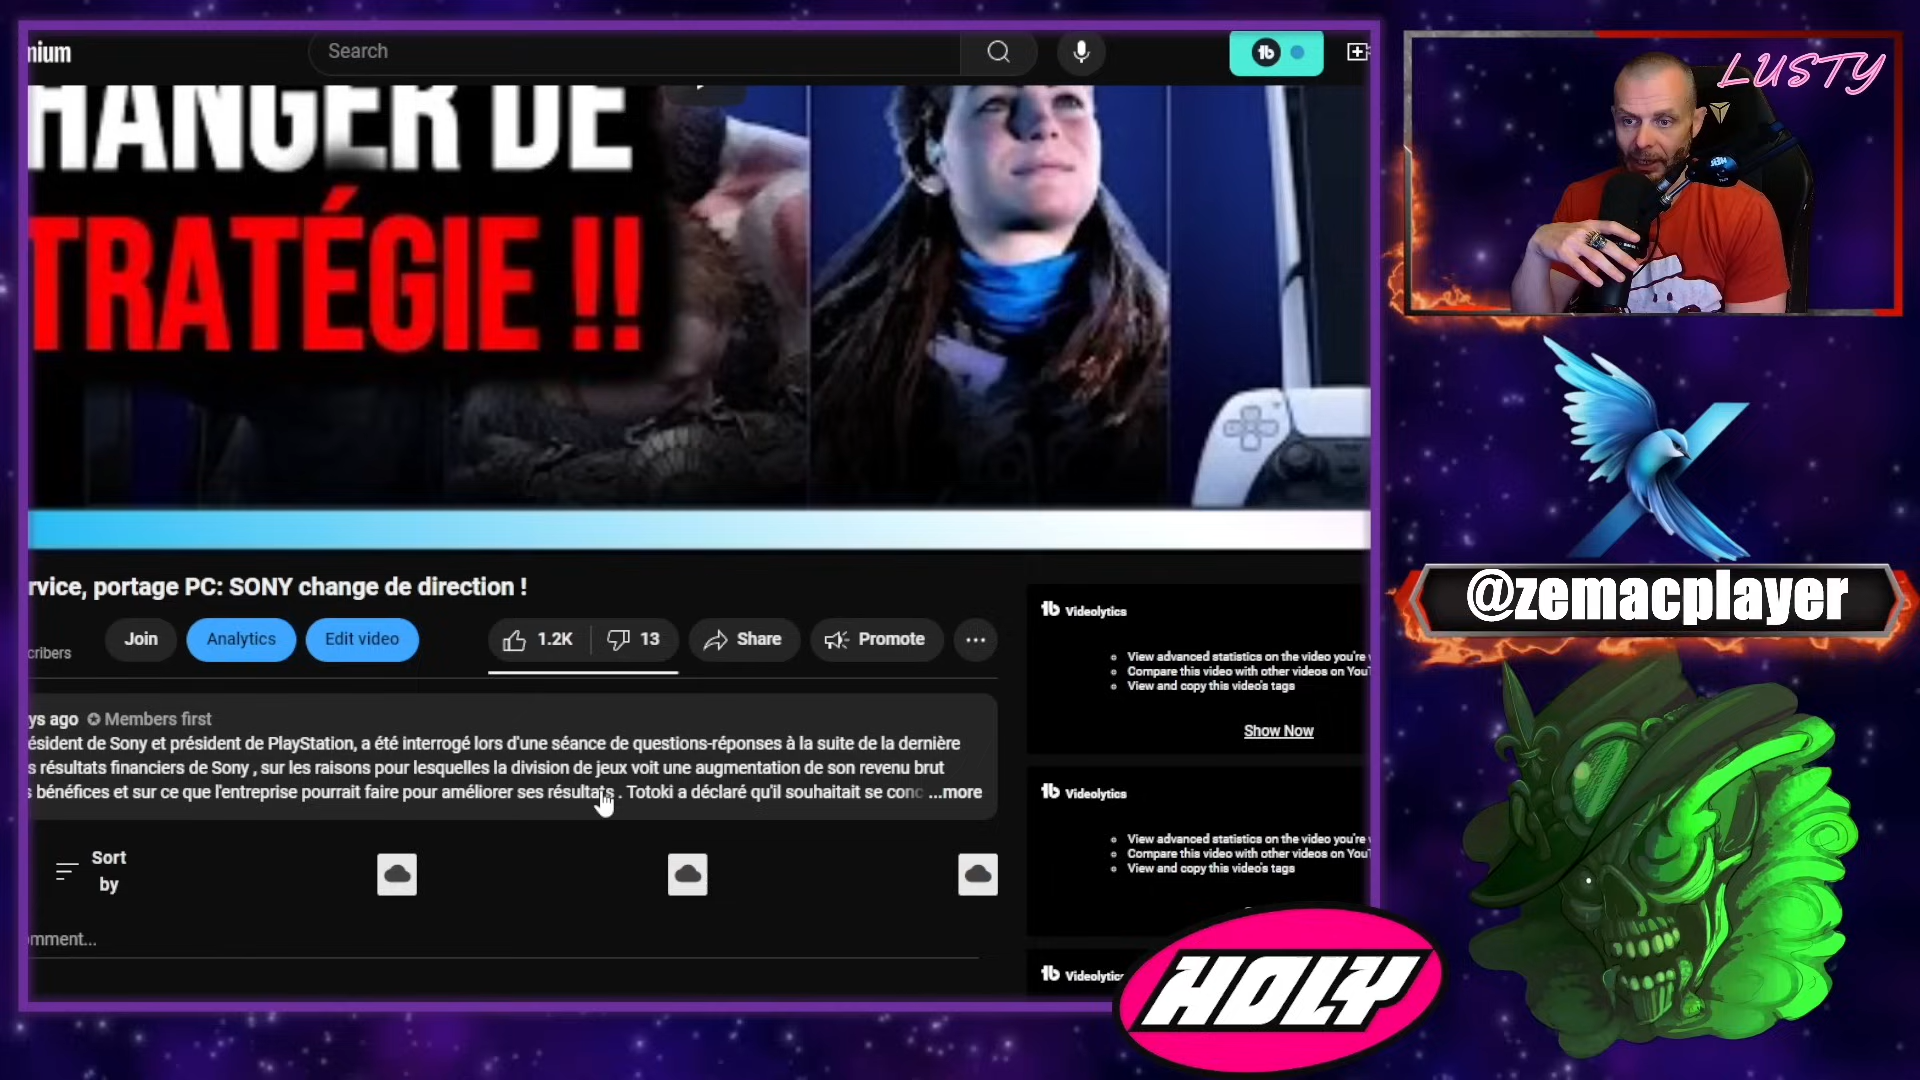 nium
Search
HANGER DE
TRATÉGIE !!
rvice, portage PC: SONY change de direction !
cribers
Join
Analytics
Edit video
1.2K
13
Share
Promote
ys ago
Members first
ésident de Sony et président de PlayStation, a été interrogé lors d'une séance de questions-réponses à la suite de la dernière
s résultats financiers de Sony , sur les raisons pour lesquelles la division de jeux voit une augmentation de son revenu brut
s bénéfices et sur ce que l'entreprise pourrait faire pour améliorer ses résultats . Totoki a déclaré qu'il souhaitait se conc ...more
Sort
by
omment...
Videolytics
View advanced statistics on the video you're v
Compare this video with other videos on YouT
View and copy this video's tags
Show Now
Videolytics
View advanced statistics on the video you're v
Compare this video with other videos on YouT
View and copy this video's tags
Videolytics
LUSTY
@zemacplayer
HOLY